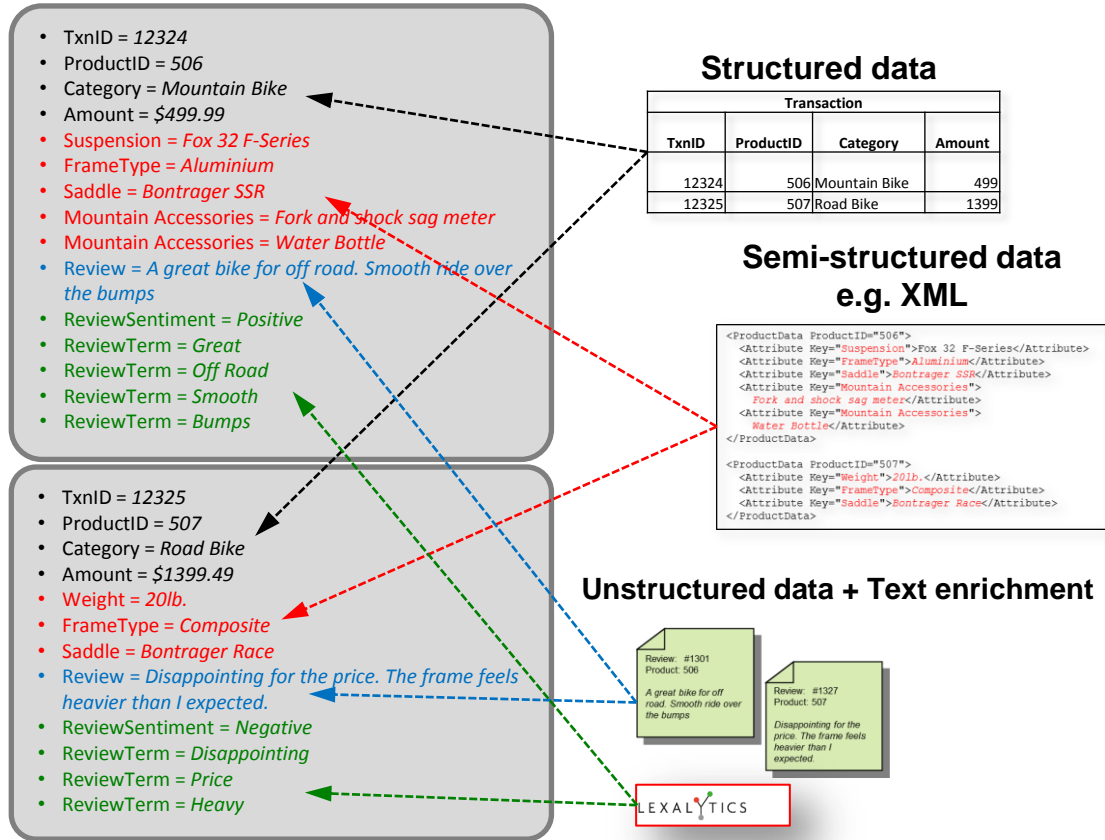 • TxnID = 12324
• ProductID = 506
• Category = Mountain Bike
• Amount = $499.99
• Suspension = Fox 32 F-Series
• FrameType = Aluminium
• Saddle = Bontrager SSR
• Mountain Accessories = Fork and shock sag meter
• Mountain Accessories = Water Bottle
• Review = A great bike for off road. Smooth ride over
the bumps
• ReviewSentiment = Positive
• ReviewTerm = Great
• ReviewTerm = Off Road
• ReviewTerm = Smooth
• ReviewTerm = Bumps
• TxnID = 12325
• ProductID = 507
• Category = Road Bike
• Amount = $1399.49
• Weight = 20lb.
• FrameType = Composite
• Saddle = Bontrager Race
• Review = Disappointing for the price. The frame feels
heavier than I expected.
• ReviewSentiment = Negative
• ReviewTerm = Disappointing
• ReviewTerm = Price
• ReviewTerm = Heavy
Structured data
Transaction
TxnID ProductID Category Amount
12324 506 Mountain Bike 499
12325 507 Road Bike 1399
Semi-structured data
e.g. XML
<ProductData ProductID="506">
<Attribute Key="Suspension">Fox 32 F-Series</Attribute>
<Attribute Key="FrameType">Aluminium</Attribute>
<Attribute Key="Saddle">Bontrager SSR</Attribute>
<Attribute Key="Mountain Accessories">
Fork and shock sag meter</Attribute>
<Attribute Key="Mountain Accessories">
Water Bottle</Attribute>
</ProductData>
<ProductData ProductID="507">
<Attribute Key="Weight">20lb.</Attribute>
<Attribute Key="FrameType">Composite</Attribute>
<Attribute Key="Saddle">Bontrager Race</Attribute>
</ProductData>
Unstructured data + Text enrichment
Review: #1301
Product: 506
A great bike for off
road. Smooth ride over
the bumps
Review: #1327
Product: 507
Disappointing for the
price. The frame feels
heavier than I
expected.
LEXALYTICS